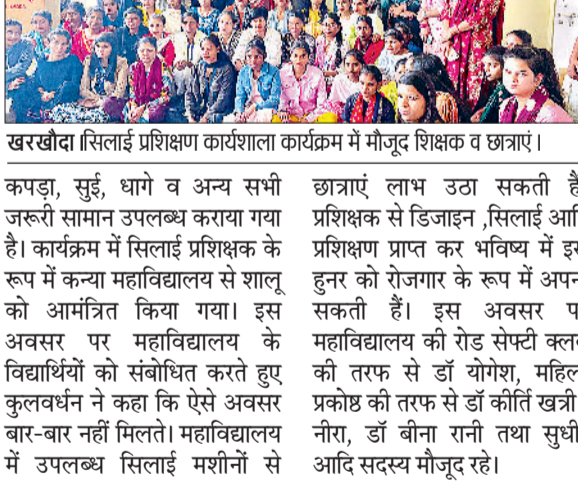 खरखौदा।सिलाई प्रशिक्षण कार्यशाला कार्यक्रम में मौजूद शिक्षक व छात्राएं।
कपड़ा, सुई, धागे व अन्य सभी
जरूरी सामान उपलब्ध कराया गया
है। कार्यक्रम में सिलाई प्रशिक्षक के
रूप में कन्या महाविद्यालय से शालू
को आमंत्रित किया गया। इस
अवसर पर महाविद्यालय के
विद्यार्थियों को संबोधित करते हुए
कुलवर्धन ने कहा कि ऐसे अवसर
बार-बार नहीं मिलते। महाविद्यालय
में उपलब्ध सिलाई मशीनों से
छात्राएं लाभ उठा सकती
प्रशिक्षक से डिजाइन ,सिलाई
प्रशिक्षण प्राप्त कर भविष्य में
हुनर को रोजगार के रूप में
सकती हैं। इस अवसर
महाविद्यालय की रोड सेफ्टी
की तरफ से डॉ योगेश,
प्रकोष्ठ की तरफ से डॉ कीर्ति खत्री
नीरा, डॉ बीना रानी तथा
आदि सदस्य मौजूद रहे।